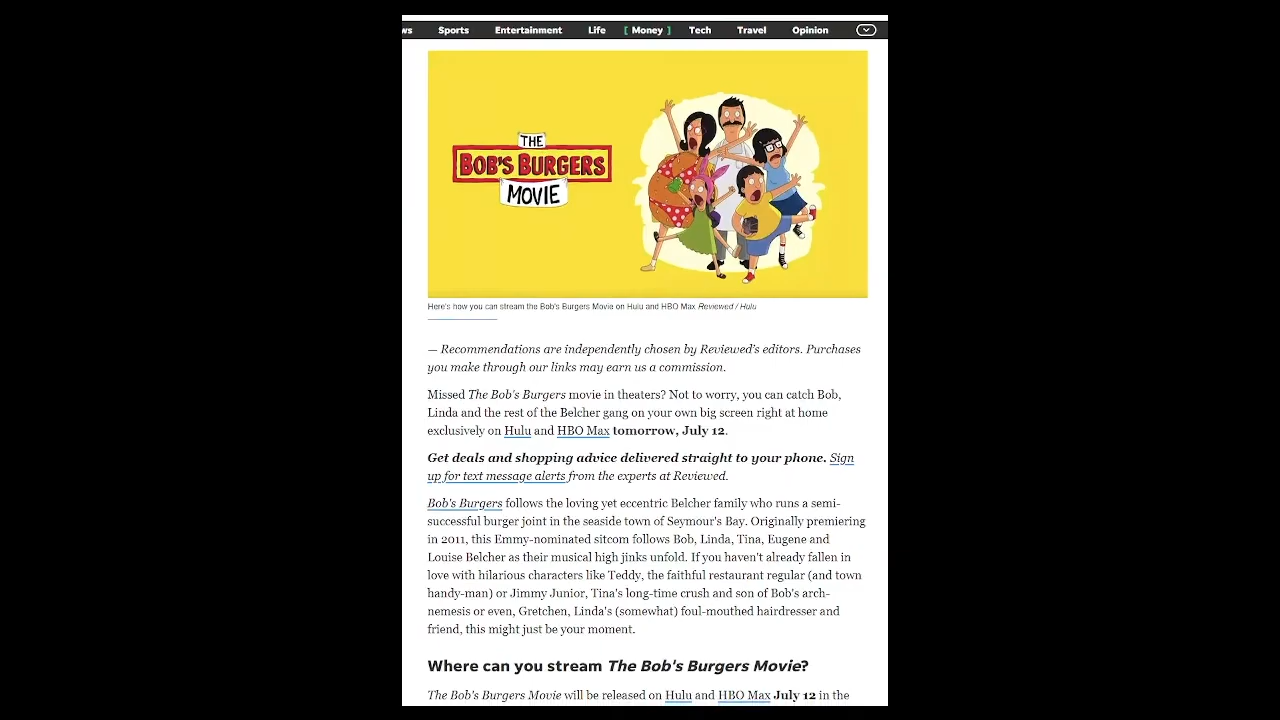 Sports Entertainment Life [ Money ] Tech Travel Opinion
THE
BOB'S BURGERS
MOVIE
Here's how you can stream the Bob's Burgers Movie on Hulu and HBO Max Reviewed / Hulu
— Recommendations are independently chosen by Reviewed's editors. Purchases
you make through our links may earn us a commission.
Missed The Bob's Burgers movie in theaters? Not to worry, you can catch Bob,
Linda and the rest of the Belcher gang on your own big screen right at home
exclusively on Hulu and HBO Max tomorrow, July 12.
Get deals and shopping advice delivered straight to your phone. Sign
up for text message alerts from the experts at Reviewed.
Bob's Burgers follows the loving yet eccentric Belcher family who runs a semi-
successful burger joint in the seaside town of Seymour's Bay. Originally premiering
in 2011, this Emmy-nominated sitcom follows Bob, Linda, Tina, Eugene and
Louise Belcher as their musical high jinks unfold. If you haven't already fallen in
love with hilarious characters like Teddy, the faithful restaurant regular (and town
handy-man) or Jimmy Junior, Tina's long-time crush and son of Bob's arch-
nemesis or even, Gretchen, Linda's (somewhat) foul-mouthed hairdresser and
friend, this might just be your moment.
Where can you stream The Bob's Burgers Movie?
The Bob's Burgers Movie will be released on Hulu and HBO Max July 12 in the